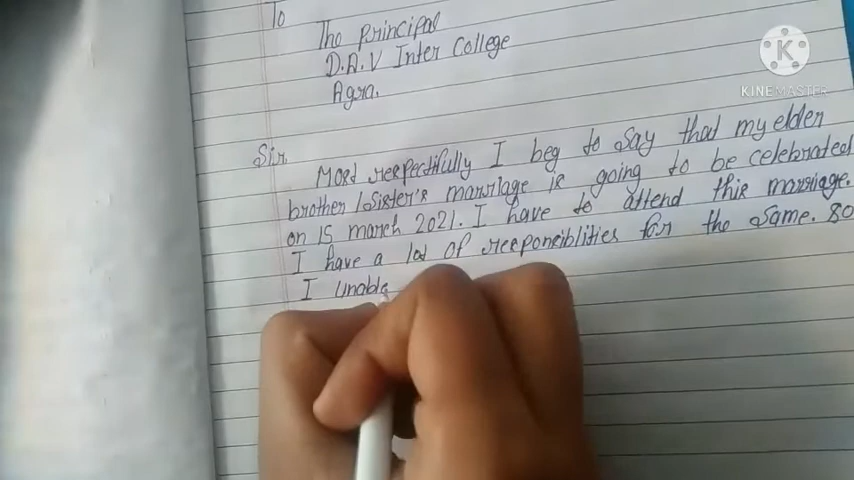 To
The Principal
D.A.V Inter College
Agra.
Sir
Most respectifully I beg to say that my elder
brother /sister's marriage is going to be celebrated
on 15 march 2021. I have to attend this marriage.
I have a lot of responeiblities for the same. So
I unable
KINEMASTER